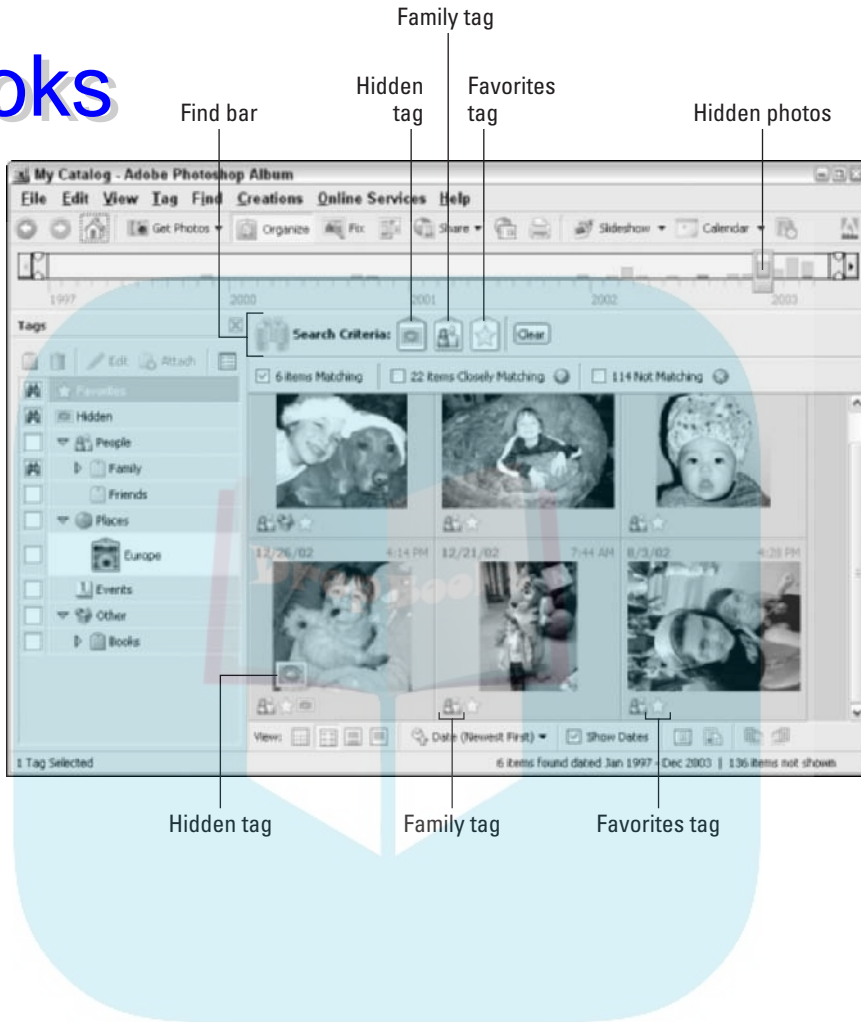 Family tag
oks
Hidden tag
Favorites tag
Find bar
Hidden photos
My Catalog - Adobe Photoshop Album
File Edit View Tag Find Creations Online Services Help
Get Photos Organize Fix Share Slideshow Calendar
1997 2000 2001 2002 2003
Tags
Search Criteria: Clear
Edit Attach
6 items Matching 22 items Closely Matching 114 Not Matching
Favorites
Hidden
People
Family
Friends
Places
Europe
Events
Other
Books
12/26/02 4:14 PM 12/21/02 7:44 AM 8/3/02 4:28 PM
View: Date (Newest First) Show Dates
1 Tag Selected
6 items found dated Jan 1997 - Dec 2003 | 136 items not shown
Hidden tag
Family tag
Favorites tag